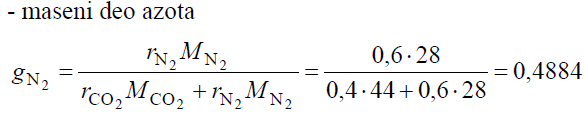 - maseni deo azota
g_{N_2} = \frac{r_{N_2} M_{N_2}}{r_{CO_2} M_{CO_2} + r_{N_2} M_{N_2}} = \frac{0,6 \cdot 28}{0,4 \cdot 44 + 0,6 \cdot 28} = 0,4884